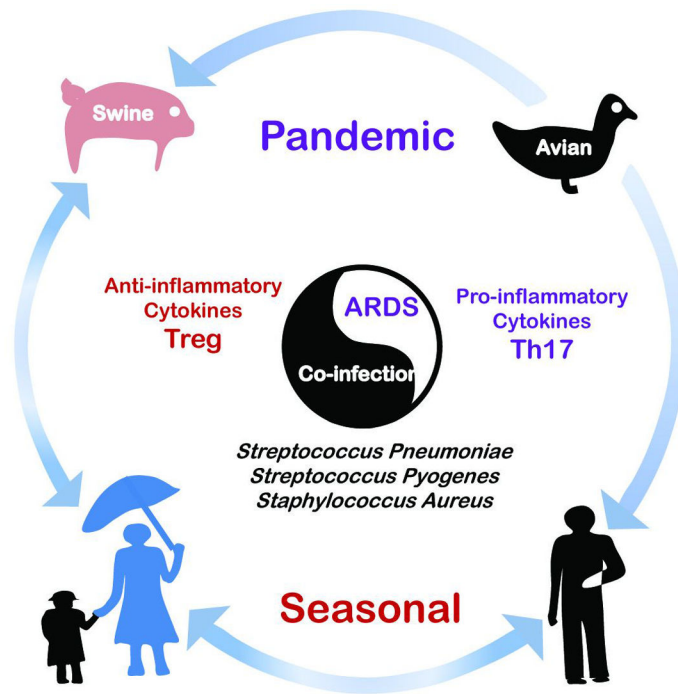 Swine
Pandemic
Avian
Anti-inflammatory
Cytokines
Treg
ARDS
Co-infection
Pro-inflammatory
Cytokines
Th17
Streptococcus Pneumoniae
Streptococcus Pyogenes
Staphylococcus Aureus
Seasonal